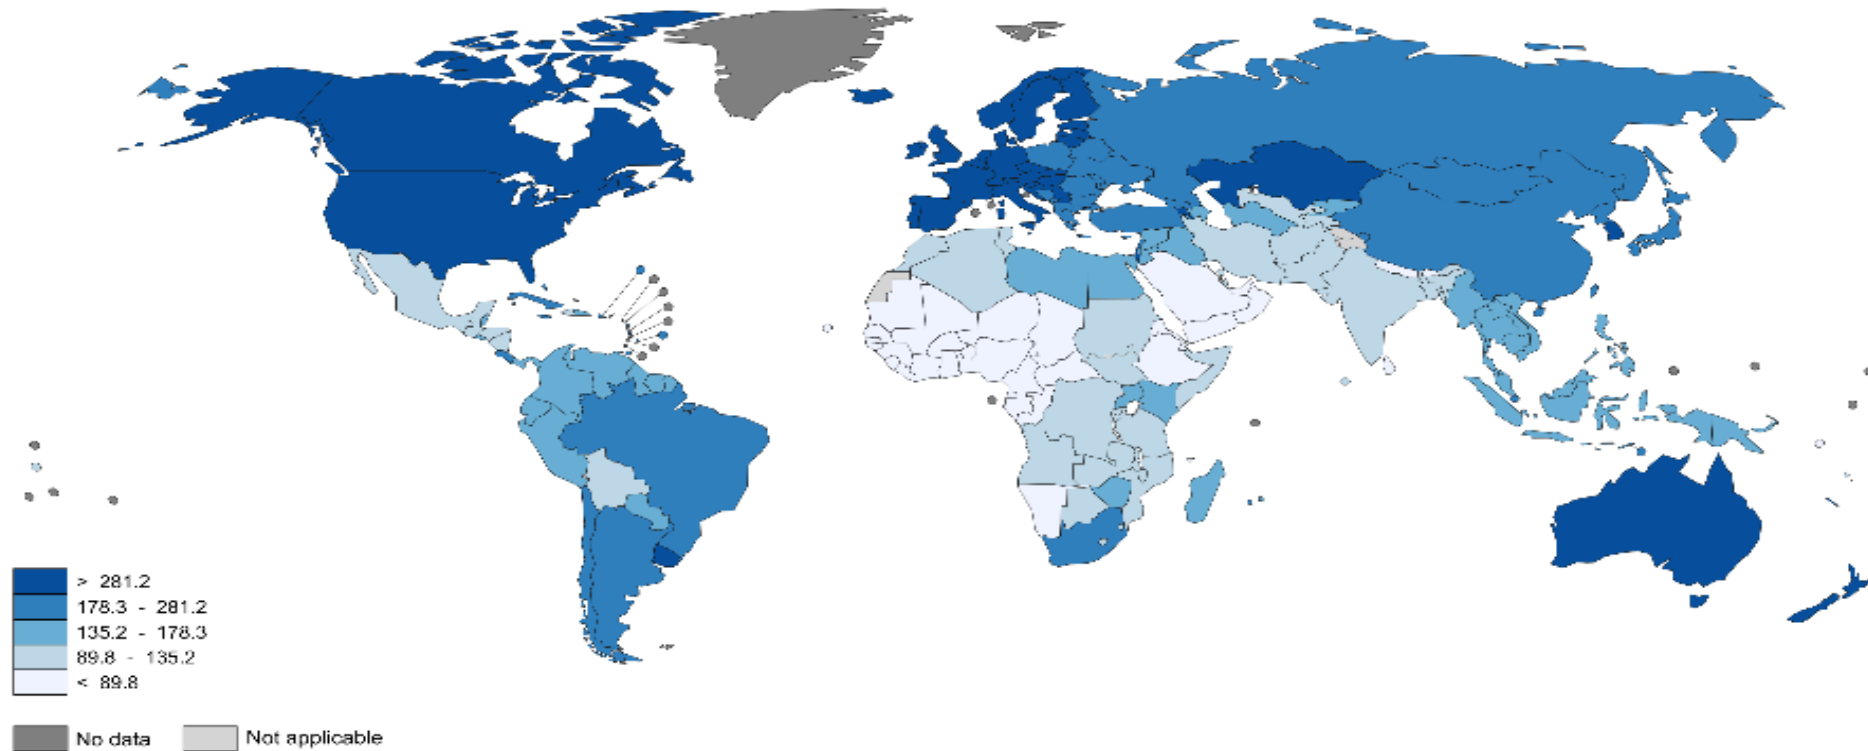 > 281.2
178.3 - 281.2
135.2 - 178.3
89.8 - 135.2
< 89.8
No data
Not applicable